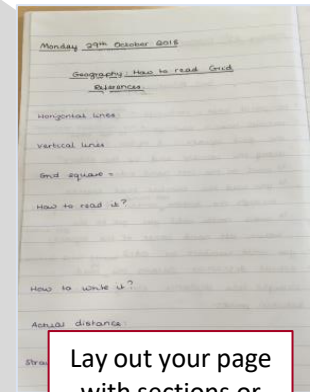 Monday 29th October 2018
Geography: How to read Grid
References.
Horizontal lines
Vertical lines
Grid square =
How to read it?
How to write it?
Actual distance:
Lay out your page
with sections or